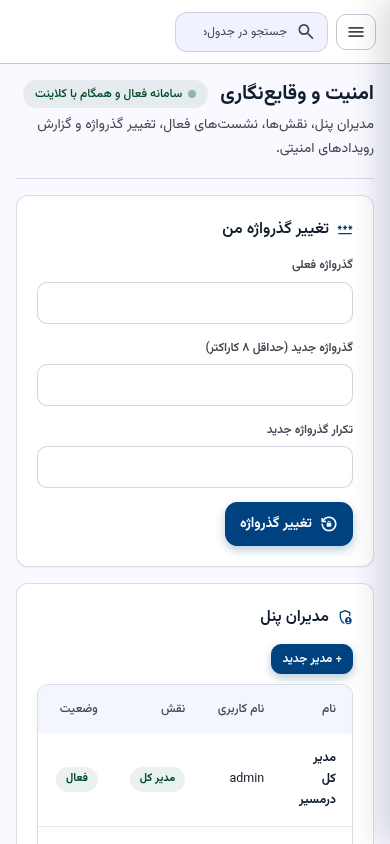 جستجو در جدول‌ه
امنیت و وقایع‌نگاری
سامانه فعال و همگام با کلاینت
مدیران پنل، نقش‌ها، نشست‌های فعال، تغییر گذرواژه و گزارش
رویدادهای امنیتی.
تغییر گذرواژه من
گذرواژه فعلی
گذرواژه جدید (حداقل ۸ کاراکتر)
تکرار گذرواژه جدید
تغییر گذرواژه
مدیران پنل
+ مدیر جدید
نام نام کاربری نقش وضعیت
مدیر
کل admin مدیر کل فعال
درمسیر